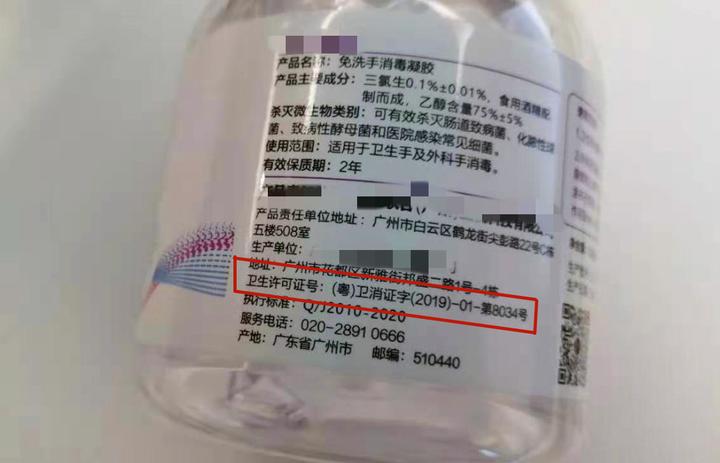 产品名称：免洗手消毒凝胶
产品主要成分：三氯生0.1%±0.01%，食用酒精配
制而成，乙醇含量75%±5%
杀灭微生物类别：可有效杀灭肠道致病菌、化脓性球
菌、致病性酵母菌和医院感染常见细菌。
使用范围：适用于卫生手及外科手消毒。
有效保质期：2年
产品责任单位地址：广州市白云区鹤龙街尖彭路22号C栋
五楼508室
生产单位：
地址：广州市花都区新雅街邦盛二路1号-4栋
卫生许可证号：(粤)卫消证字(2019)-01-第8034号
执行标准：Q/J2010-2020
服务电话：020-2891 0666
产地：广东省广州市 邮编：510440